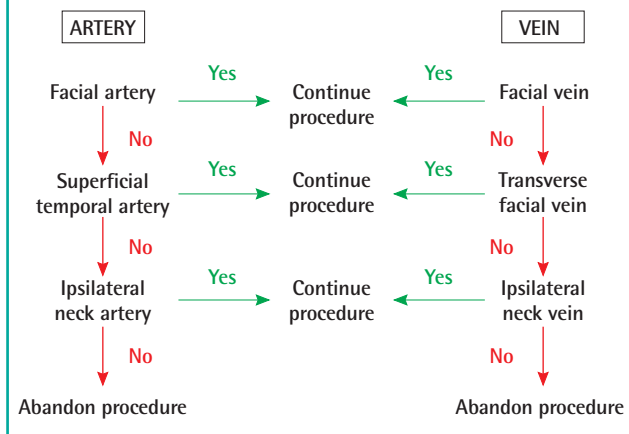 ARTERY
VEIN
Yes
Yes
Facial artery
Continue
procedure
Facial vein
No
No
Yes
Yes
Superficial
temporal artery
Continue
procedure
Transverse
facial vein
No
No
Yes
Yes
Ipsilateral
neck artery
Continue
procedure
Ipsilateral
neck vein
No
No
Abandon procedure
Abandon procedure